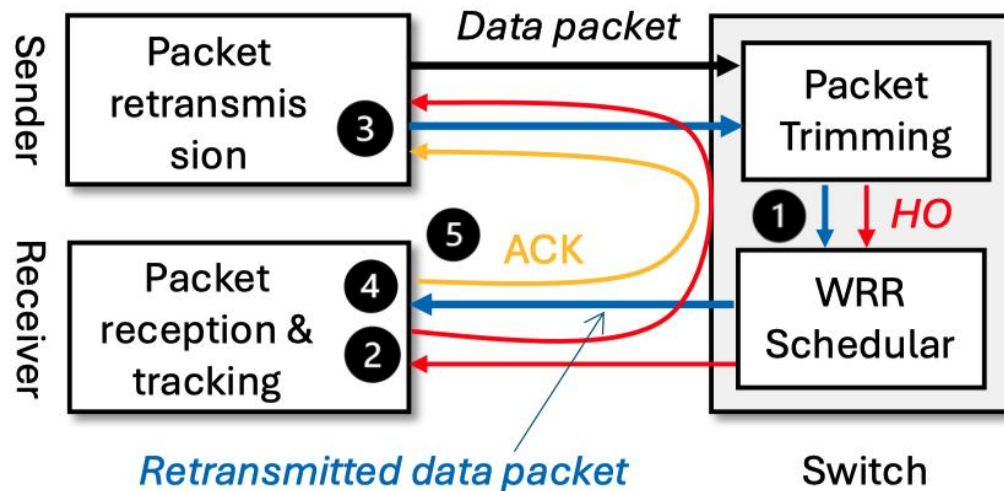 Sender
Packet
retransmis
sion
3
Data packet
Packet
Trimming
1
HO
Receiver
Packet
reception &
tracking
5
ACK
4
2
WRR
Schedular
Retransmitted data packet
Switch